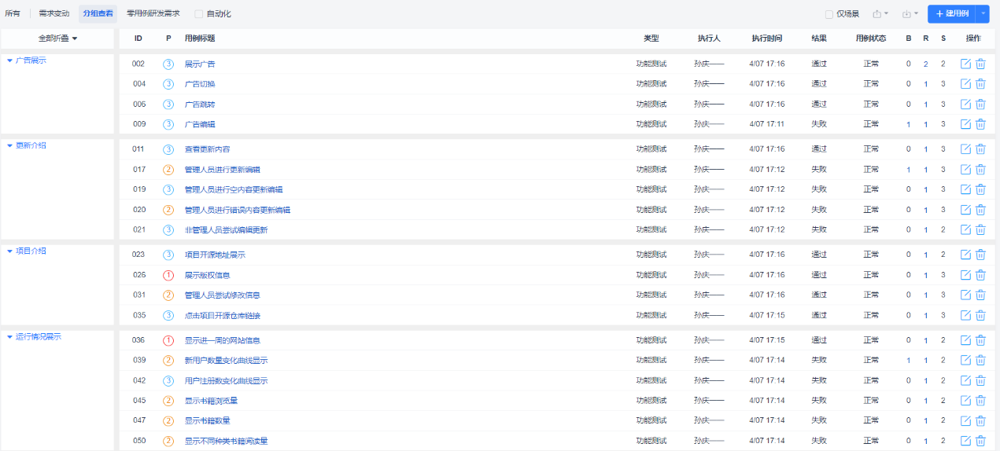 所有 需求变动 分组查看 零用例研发需求 自动化 仅场景 + 建用例
全部折叠 ID P 用例标题 类型 执行人 执行时间 结果 用例状态 B R S 操作
广告展示 002 3 展示广告 功能测试 孙庆—— 4/07 17:16 通过 正常 0 2 2
004 3 广告切换 功能测试 孙庆—— 4/07 17:16 通过 正常 0 1 3
006 3 广告跳转 功能测试 孙庆—— 4/07 17:16 通过 正常 0 1 3
009 3 广告编辑 功能测试 孙庆—— 4/07 17:11 失败 正常 1 1 3
更新介绍 011 3 查看更新内容 功能测试 孙庆—— 4/07 17:16 通过 正常 0 1 3
017 2 管理人员进行更新编辑 功能测试 孙庆—— 4/07 17:12 失败 正常 1 1 3
019 3 管理人员进行空内容更新编辑 功能测试 孙庆—— 4/07 17:12 失败 正常 0 1 3
020 2 管理人员进行错误内容更新编辑 功能测试 孙庆—— 4/07 17:12 失败 正常 0 1 3
021 3 非管理人员尝试编辑更新 功能测试 孙庆—— 4/07 17:12 失败 正常 0 1 2
项目介绍 023 3 项目开源地址展示 功能测试 孙庆—— 4/07 17:16 通过 正常 0 1 2
026 1 展示版权信息 功能测试 孙庆—— 4/07 17:16 通过 正常 0 1 3
031 2 管理人员尝试修改信息 功能测试 孙庆—— 4/07 17:16 通过 正常 0 1 3
035 3 点击项目开源仓库链接 功能测试 孙庆—— 4/07 17:15 通过 正常 0 1 3
运行情况展示 036 1 显示进一周的网站信息 功能测试 孙庆—— 4/07 17:15 通过 正常 0 1 2
039 2 新用户数量变化曲线显示 功能测试 孙庆—— 4/07 17:14 失败 正常 1 1 2
042 3 用户注册数变化曲线显示 功能测试 孙庆—— 4/07 17:14 失败 正常 0 1 2
045 2 显示书籍浏览量 功能测试 孙庆—— 4/07 17:14 失败 正常 0 1 2
047 2 显示书籍数量 功能测试 孙庆—— 4/07 17:14 失败 正常 0 1 2
050 2 显示不同种类书籍阅读量 功能测试 孙庆—— 4/07 17:14 失败 正常 0 1 2